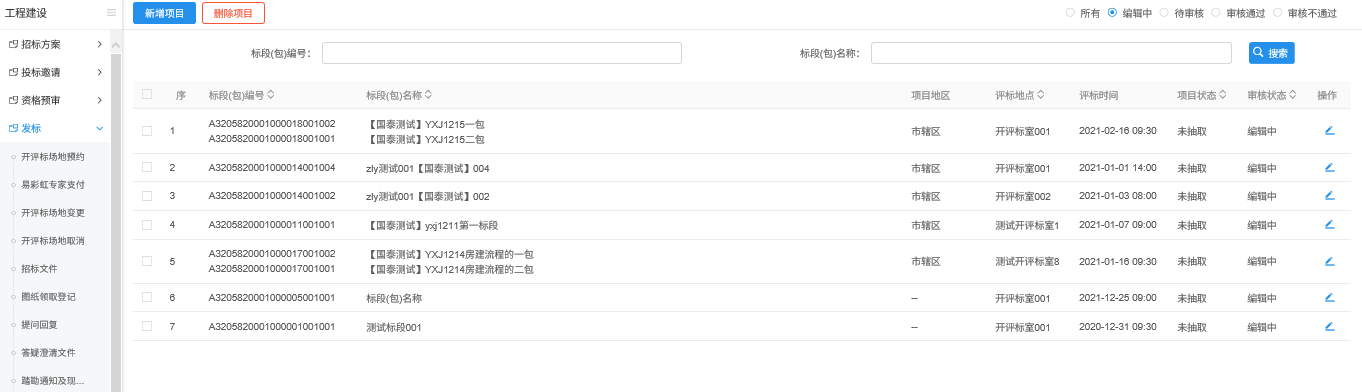 工程建设
新增项目 删除项目
所有 编辑中 待审核 审核通过 审核不通过
招标方案
投标邀请
资格预审
发标
开评标场地预约
易彩虹专家支付
开评标场地变更
开评标场地取消
招标文件
图纸领取登记
提问回复
答疑澄清文件
踏勘通知及现...
标段(包)编号： 标段(包)名称： 搜索
序 标段(包)编号 标段(包)名称 项目地区 评标地点 评标时间 项目状态 审核状态 操作
1 A3205820001000018001002 【国泰测试】YXJ1215一包 市辖区 开评标室001 2021-02-16 09:30 未抽取 编辑中
A3205820001000018001001 【国泰测试】YXJ1215二包
2 A3205820001000014001004 zly测试001【国泰测试】004 市辖区 开评标室001 2021-01-01 14:00 未抽取 编辑中
3 A3205820001000014001002 zly测试001【国泰测试】002 市辖区 开评标室002 2021-01-03 08:00 未抽取 编辑中
4 A3205820001000011001001 【国泰测试】yxj1211第一标段 市辖区 测试开评标室1 2021-01-07 09:00 未抽取 编辑中
5 A3205820001000017001002 【国泰测试】YXJ1214房建流程的一包 市辖区 测试开评标室8 2021-01-16 09:30 未抽取 编辑中
A3205820001000017001001 【国泰测试】YXJ1214房建流程的二包
6 A3205820001000005001001 标段(包)名称 -- 开评标室001 2021-12-25 09:00 未抽取 编辑中
7 A3205820001000001001001 测试标段001 -- 开评标室001 2020-12-31 09:30 未抽取 编辑中